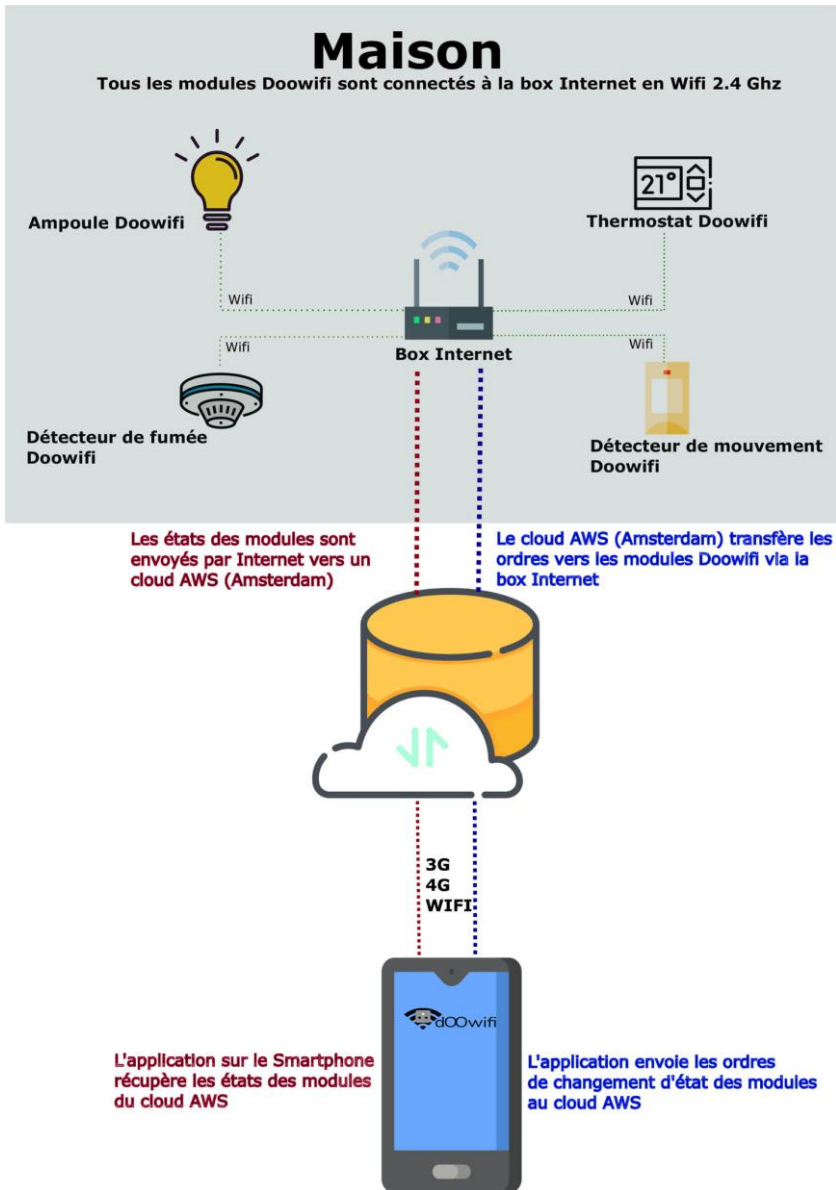 Maison
Tous les modules Doowifi sont connectés à la box Internet en Wifi 2.4 Ghz
21°
Ampoule Doowifi
Thermostat Doowifi
Wifi
Wifi
Wifi
Wifi
Box Internet
Détecteur de fumée
Doowifi
Détecteur de mouvement
Doowifi
Les états des modules sont
envoyés par Internet vers un
cloud AWS (Amsterdam)
Le cloud AWS (Amsterdam) transfère les
ordres vers les modules Doowifi via la
box Internet
3G
4G
WIFI
dOOwifi
L'application sur le Smartphone
récupère les états des modules
du cloud AWS
L'application envoie les ordres
de changement d'état des modules
au cloud AWS